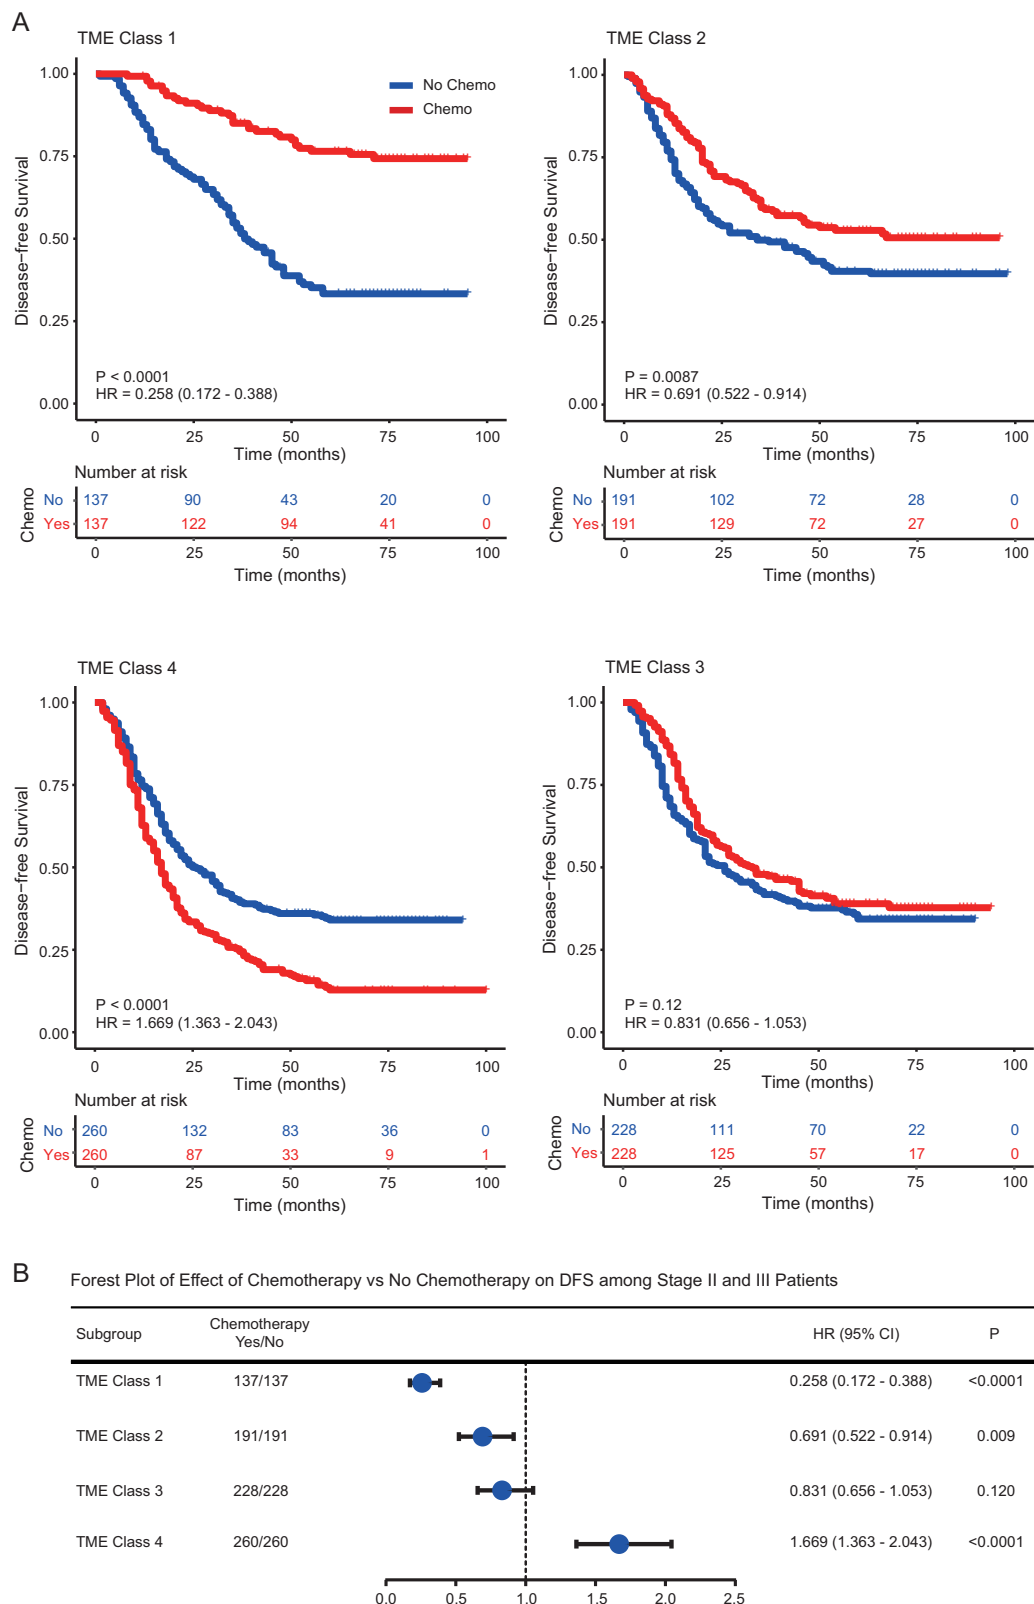 A
TME Class 1
1.00
0.75
0.50
0.25
0.00
Disease−free Survival
No Chemo
Chemo
P < 0.0001
HR = 0.258 (0.172 - 0.388)
0 25 50 75 100
Time (months)
Number at risk
Chemo
No 137 90 43 20 0
Yes 137 122 94 41 0
0 25 50 75 100
Time (months)
TME Class 2
1.00
0.75
0.50
0.25
0.00
Disease−free Survival
P = 0.0087
HR = 0.691 (0.522 - 0.914)
0 25 50 75 100
Time (months)
Number at risk
Chemo
No 191 102 72 28 0
Yes 191 129 72 27 0
0 25 50 75 100
Time (months)
TME Class 4
1.00
0.75
0.50
0.25
0.00
Disease−free Survival
P < 0.0001
HR = 1.669 (1.363 - 2.043)
0 25 50 75 100
Time (months)
Number at risk
Chemo
No 260 132 83 36 0
Yes 260 87 33 9 1
0 25 50 75 100
Time (months)
TME Class 3
1.00
0.75
0.50
0.25
0.00
Disease−free Survival
P = 0.12
HR = 0.831 (0.656 - 1.053)
0 25 50 75 100
Time (months)
Number at risk
Chemo
No 228 111 70 22 0
Yes 228 125 57 17 0
0 25 50 75 100
Time (months)
B
Forest Plot of Effect of Chemotherapy vs No Chemotherapy on DFS among Stage II and III Patients
Subgroup Chemotherapy Yes/No HR (95% CI) P
TME Class 1 137/137 0.258 (0.172 - 0.388) <0.0001
TME Class 2 191/191 0.691 (0.522 - 0.914) 0.009
TME Class 3 228/228 0.831 (0.656 - 1.053) 0.120
TME Class 4 260/260 1.669 (1.363 - 2.043) <0.0001
0.0 0.5 1.0 1.5 2.0 2.5